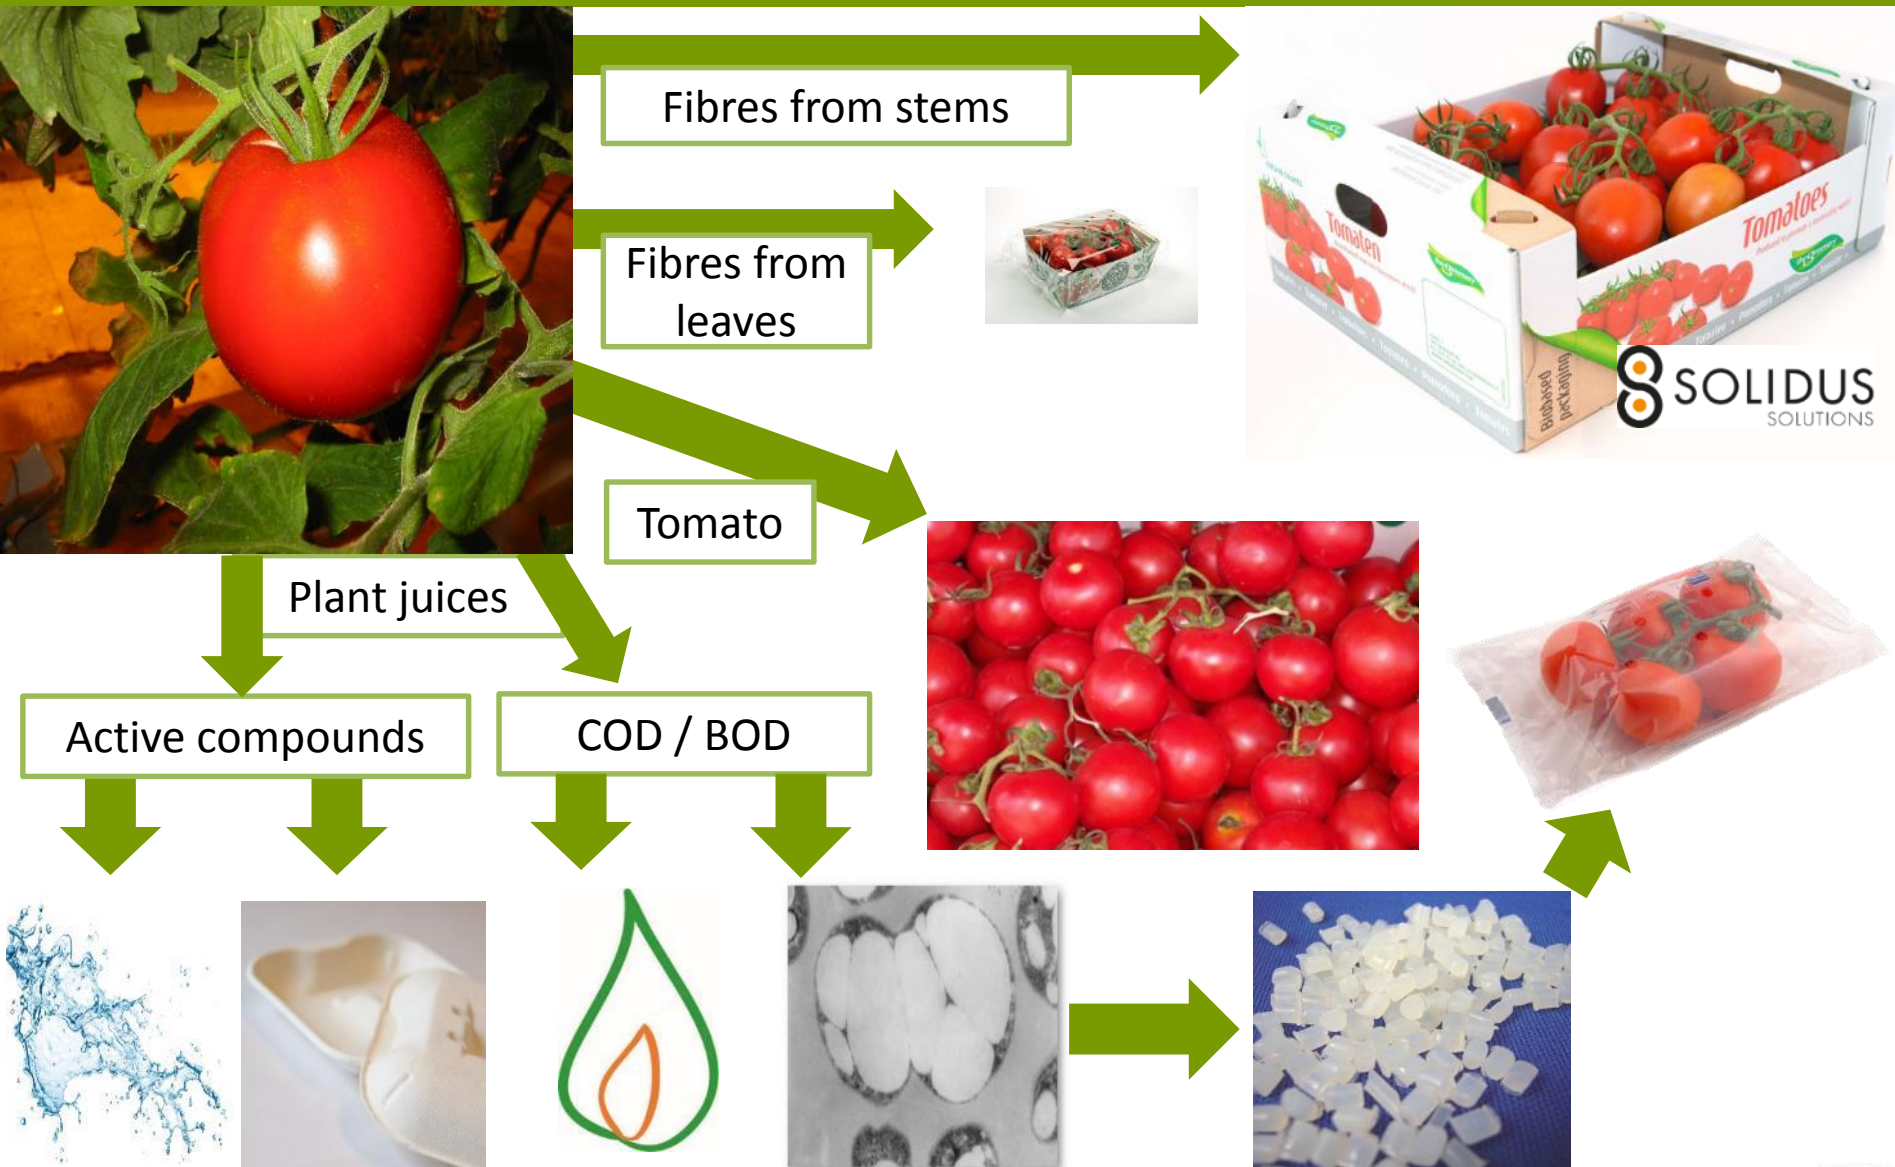 Fibres from stems
Fibres from
leaves
Tomaten
Tomatoes
Biobased
packaging
SOLIDUS
SOLUTIONS
Tomato
Plant juices
Active compounds
COD / BOD